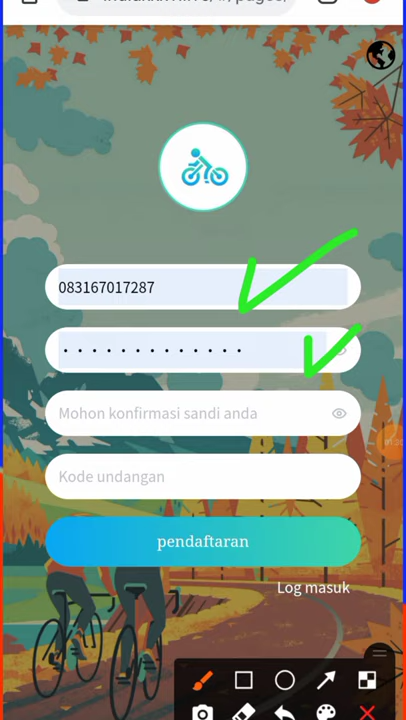 083167017287
• • • • • • • • • • • • •
Mohon konfirmasi sandi anda
Kode undangan
pendaftaran
Log masuk